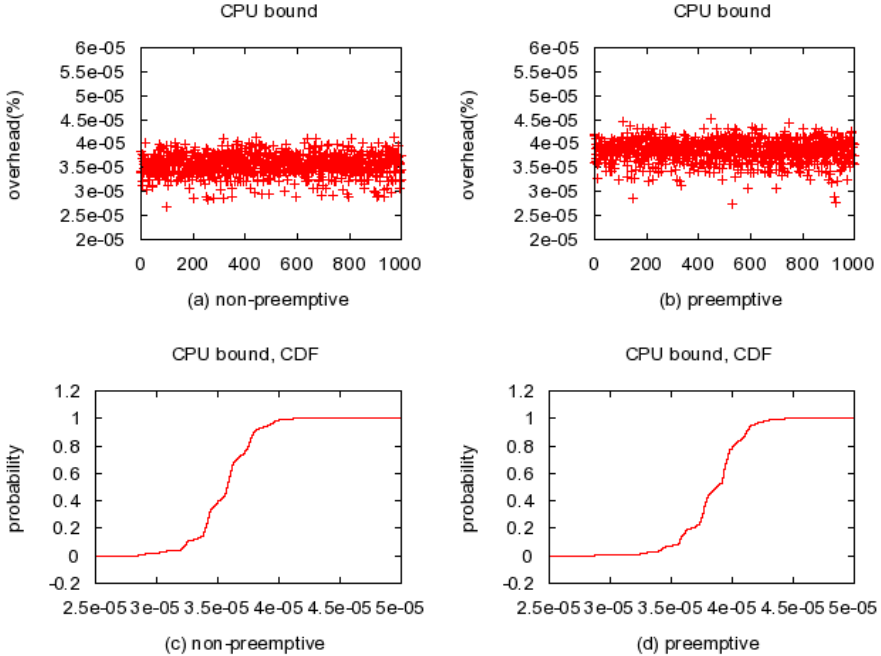 CPU bound
6e-05
5.5e-05
5e-05
4.5e-05
4e-05
3.5e-05
3e-05
2.5e-05
2e-05
overhead(%)
0 200 400 600 800 1000
(a) non-preemptive
CPU bound
6e-05
5.5e-05
5e-05
4.5e-05
4e-05
3.5e-05
3e-05
2.5e-05
2e-05
overhead(%)
0 200 400 600 800 1000
(b) preemptive
CPU bound, CDF
1.2
1
0.8
0.6
0.4
0.2
0
-0.2
probability
2.5e-05 3e-05 3.5e-05 4e-05 4.5e-05 5e-05
(c) non-preemptive
CPU bound, CDF
1.2
1
0.8
0.6
0.4
0.2
0
-0.2
probability
2.5e-05 3e-05 3.5e-05 4e-05 4.5e-05 5e-05
(d) preemptive